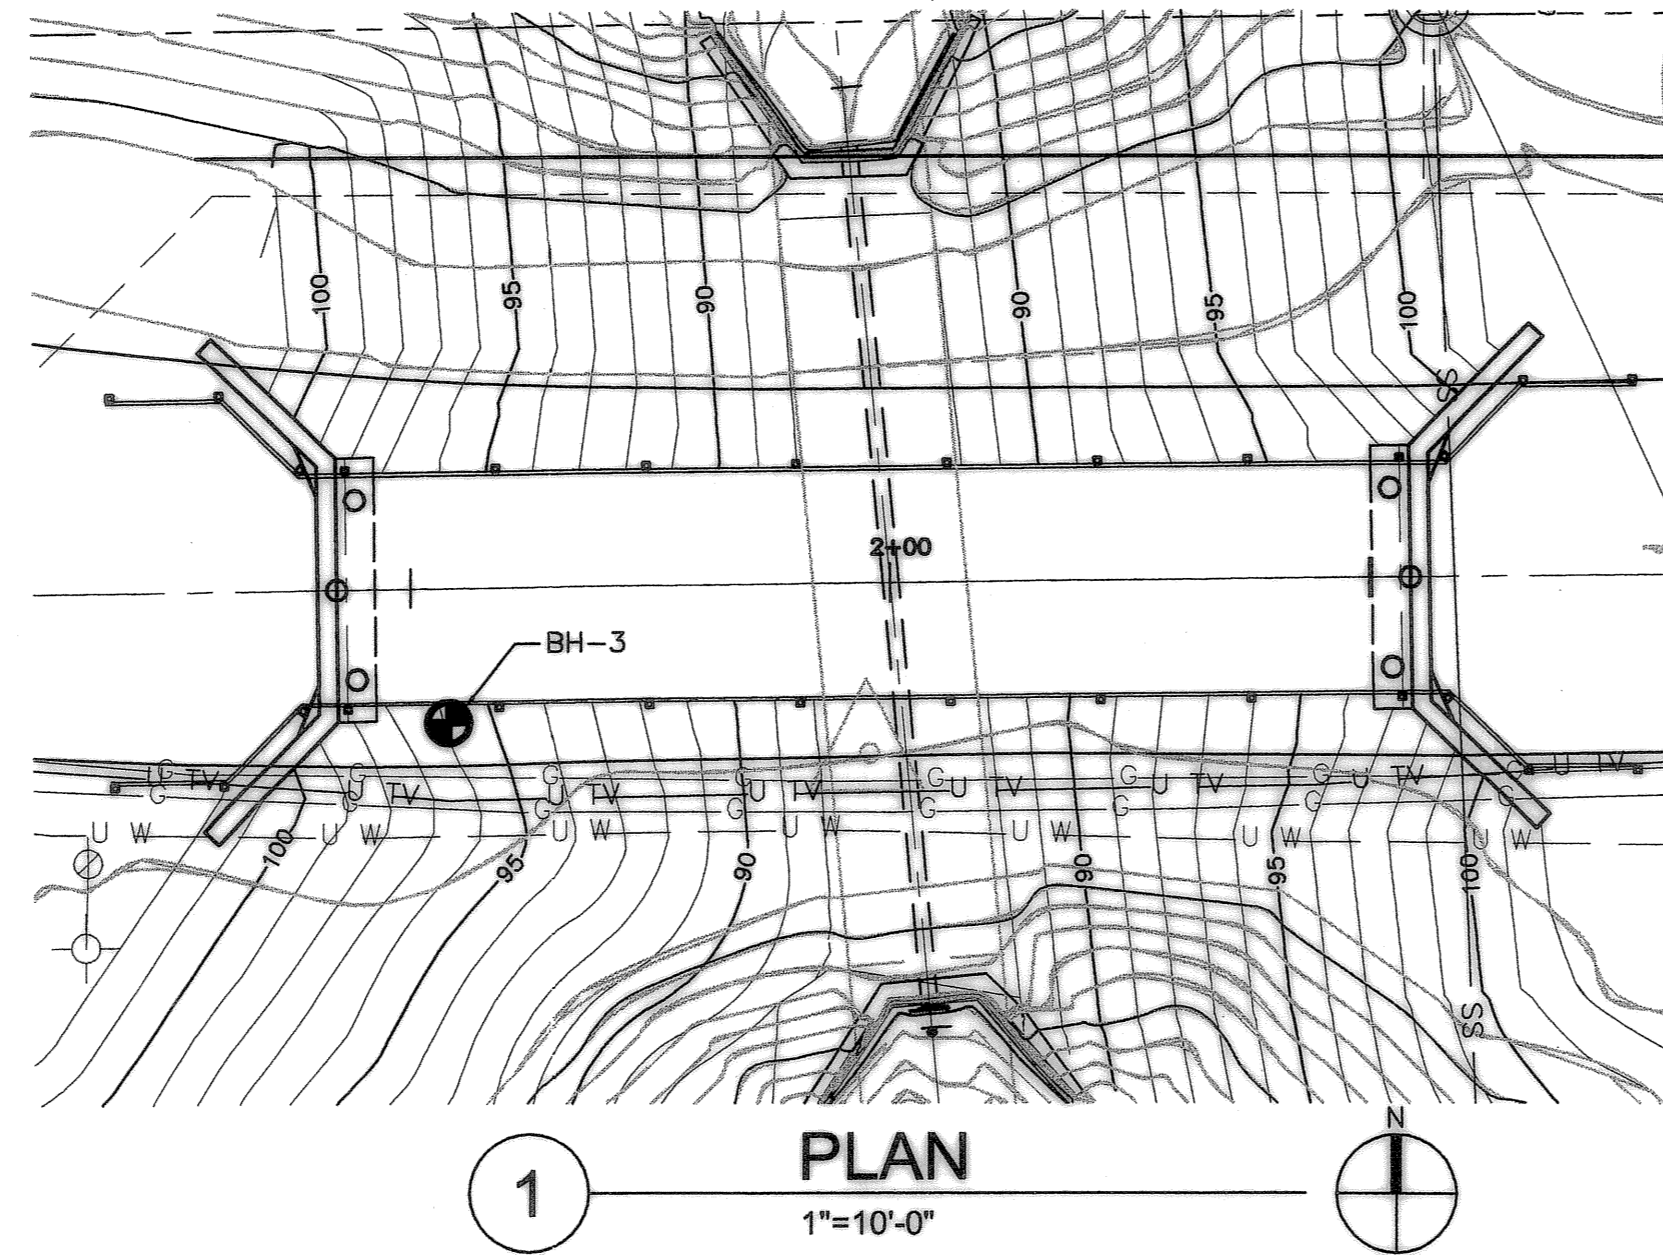 100 95 90 90 95 100
SS
2+00
BH-3
G TV G U TV G U TV G U TV G U TV G U TV G U TV G U TV
G G G G G G G
U W U W U W U W U W U W U W
100 95 90 90 95 100
SS
N
1 PLAN
1"=10'-0"